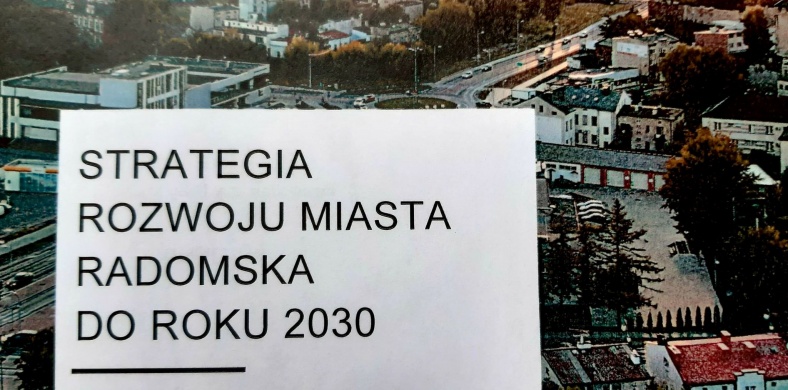 STRATEGIA
ROZWOJU MIASTA
RADOMSKA
DO ROKU 2030